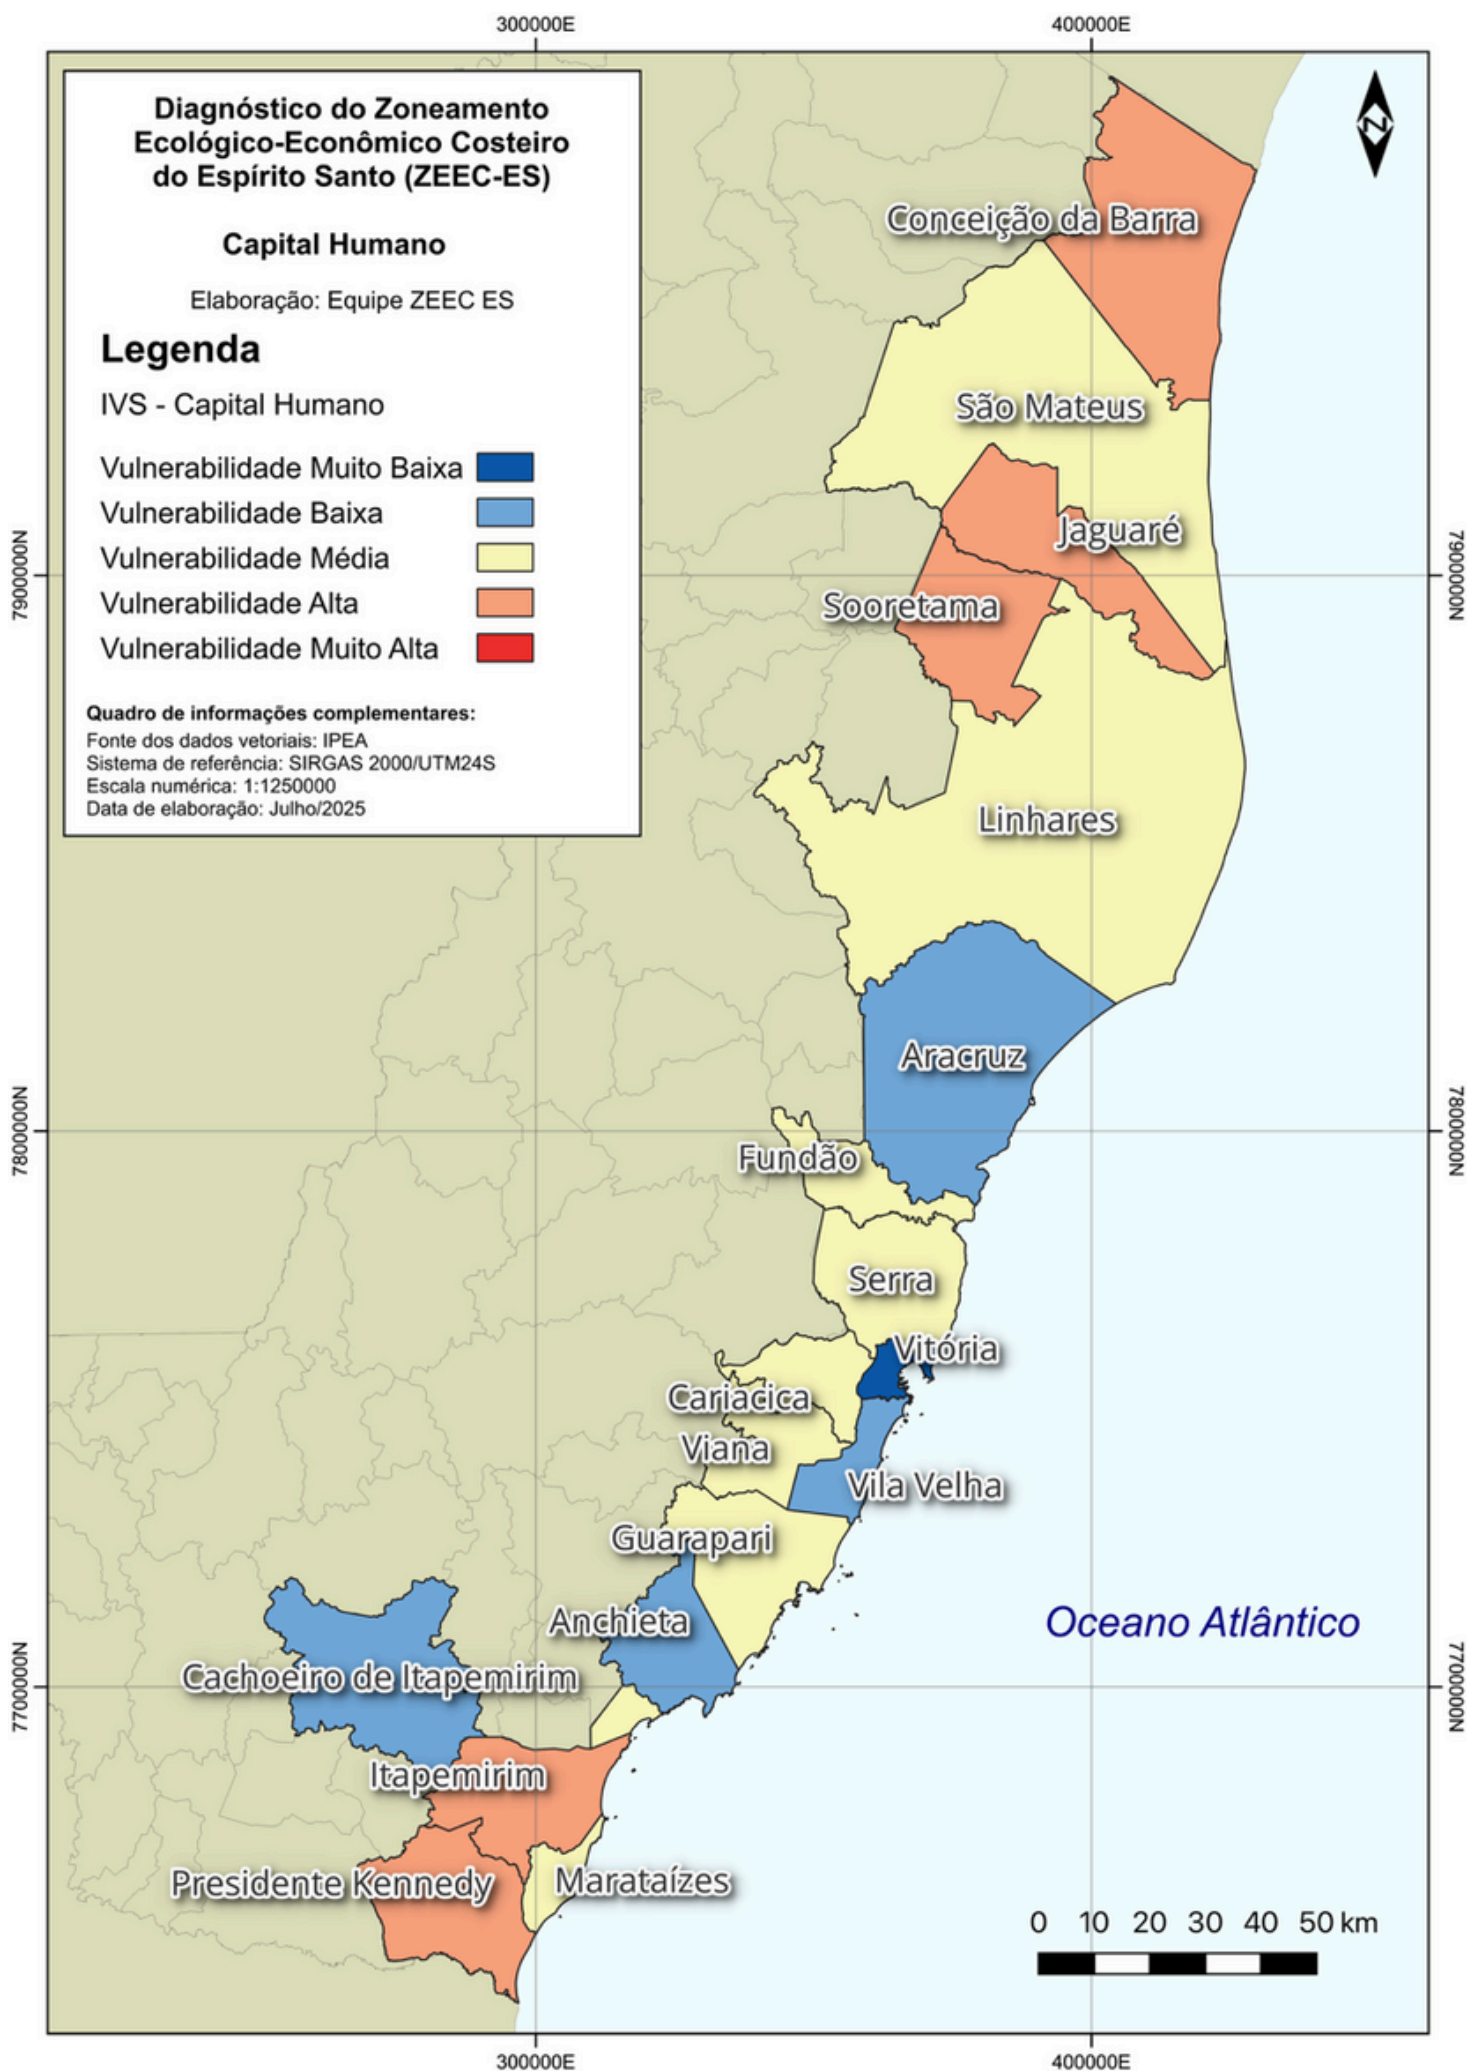 300000E
400000E
Diagnóstico do Zoneamento
Ecológico-Econômico Costeiro
do Espírito Santo (ZEEC-ES)
Capital Humano
Elaboração: Equipe ZEEC ES
Legenda
IVS - Capital Humano
Vulnerabilidade Muito Baixa
Vulnerabilidade Baixa
Vulnerabilidade Média
Vulnerabilidade Alta
Vulnerabilidade Muito Alta
Quadro de informações complementares:
Fonte dos dados vetoriais: IPEA
Sistema de referência: SIRGAS 2000/UTM24S
Escala numérica: 1:1250000
Data de elaboração: Julho/2025
N
Conceição da Barra
São Mateus
Jaguaré
7900000N
7900000N
Sooretama
Linhares
Aracruz
7800000N
7800000N
Fundão
Serra
Vitória
Cariacica
Viana
Vila Velha
Guarapari
Anchieta
Oceano Atlântico
Cachoeiro de Itapemirim
7700000N
7700000N
Itapemirim
Presidente Kennedy
Marataízes
0 10 20 30 40 50 km
300000E
400000E